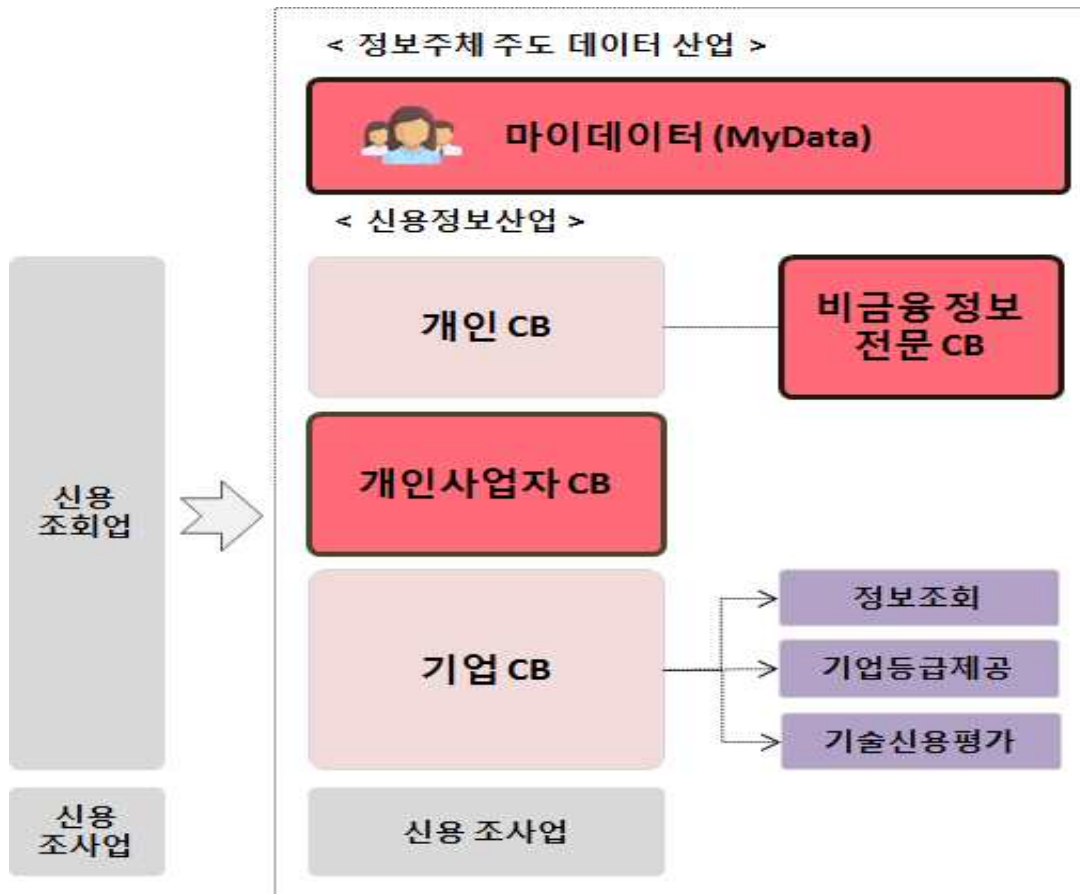 < 정보주체 주도 데이터 산업 >
마이데이터 (MyData)
< 신용정보산업 >
신용
조회업
개인 CB
비금융 정보
전문 CB
개인사업자 CB
기업 CB
정보조회
기업등급제공
기술신용평가
신용
조사업
신용 조사업